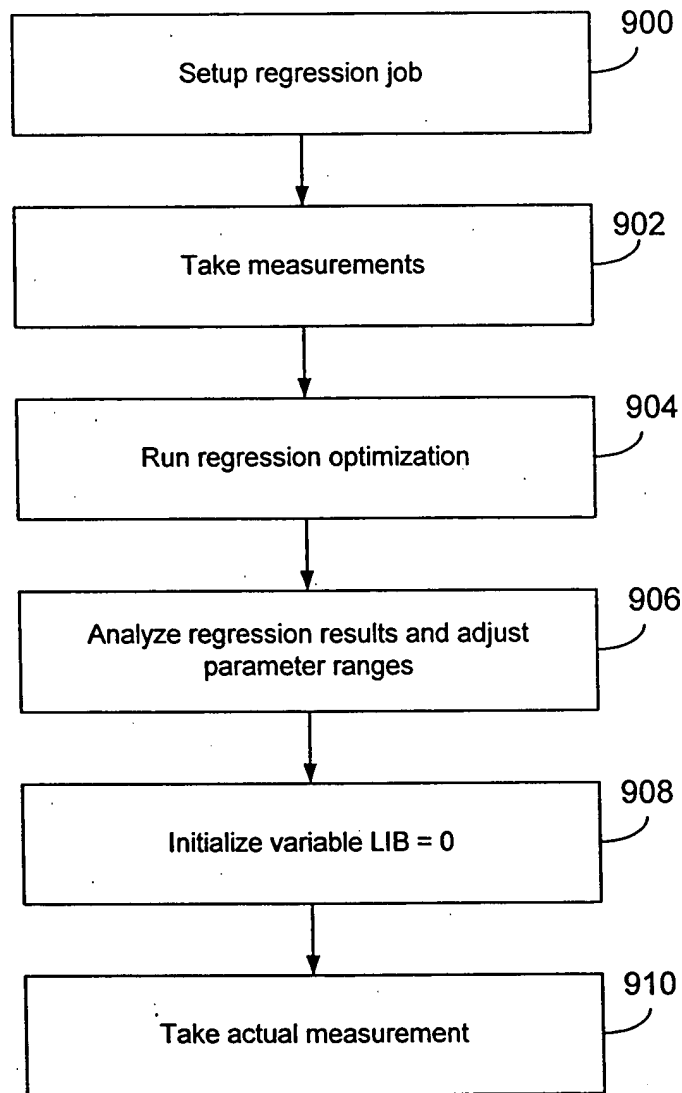 900
Setup regression job
902
Take measurements
904
Run regression optimization
906
Analyze regression results and adjust
parameter ranges
908
Initialize variable LIB = 0
910
Take actual measurement